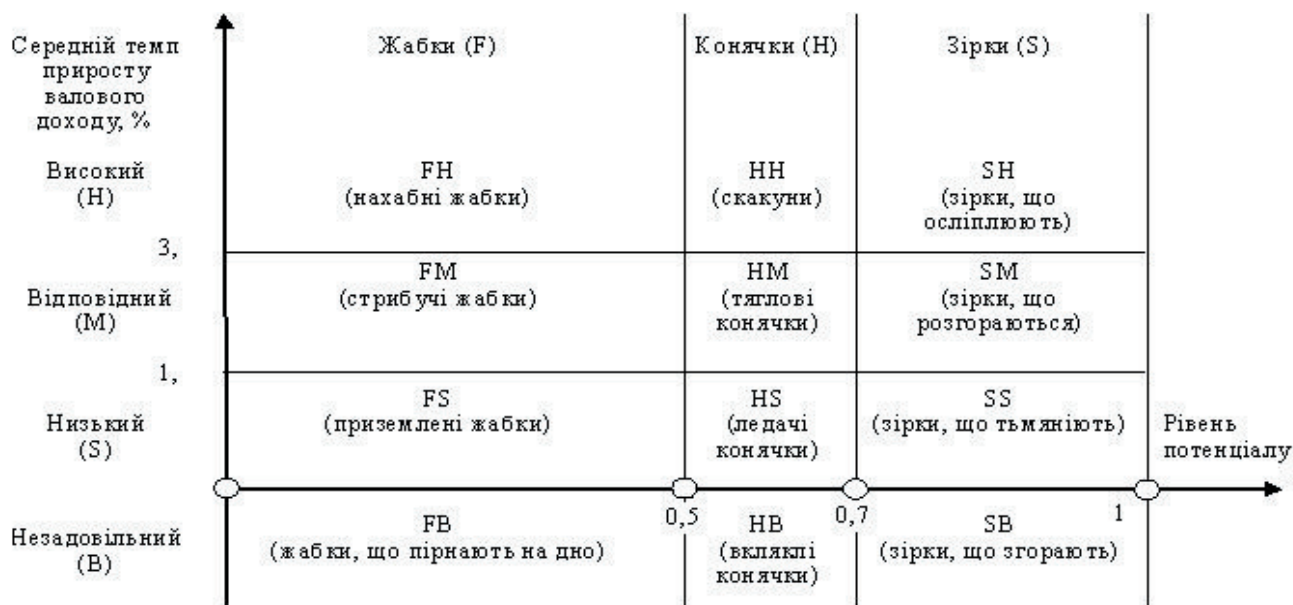 Середній темп
приросту
валового
доходу, %
Жабки (F)
Конячки (H)
Зірки (S)
Високий
(H)
FH
(нахабні жабки)
HH
(скакуни)
SH
(зірки, що
осліплюють)
3,
Відповідний
(M)
FM
(стрибучі жабки)
HM
(тяглові
конячки)
SM
(зірки, що
розгораються)
1,
Низький
(S)
FS
(приземлені жабки)
HS
(ледачі
конячки)
SS
(зірки, що тьмяніють)
Рівень
потенціалу
0,5
0,7
1
Незадовільний
(B)
FB
(жабки, що пірнають на дно)
HB
(вклякл​і
конячки)
SB
(зірки, що згорають)